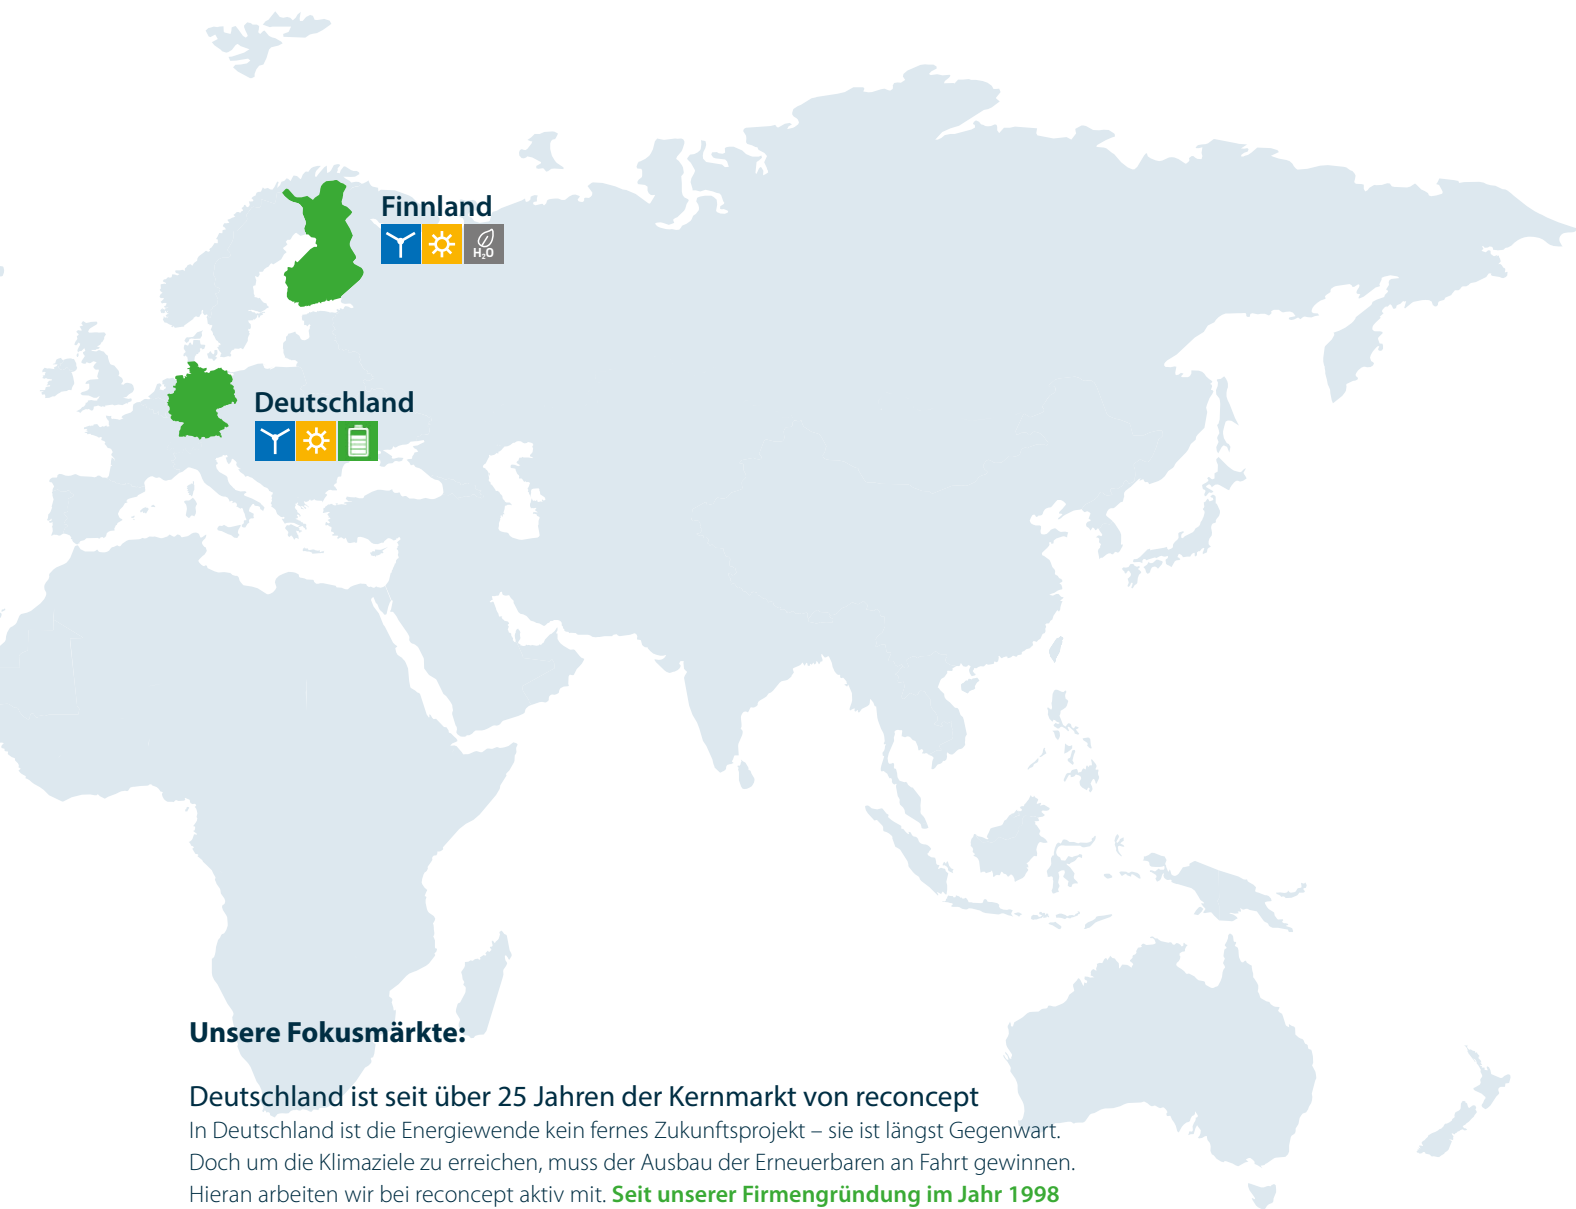 Finnland
H₂O
Deutschland
Unsere Fokusmärkte:
Deutschland ist seit über 25 Jahren der Kernmarkt von reconcept
In Deutschland ist die Energiewende kein fernes Zukunftsprojekt – sie ist längst Gegenwart.
Doch um die Klimaziele zu erreichen, muss der Ausbau der Erneuerbaren an Fahrt gewinnen.
Hieran arbeiten wir bei reconcept aktiv mit. Seit unserer Firmengründung im Jahr 1998